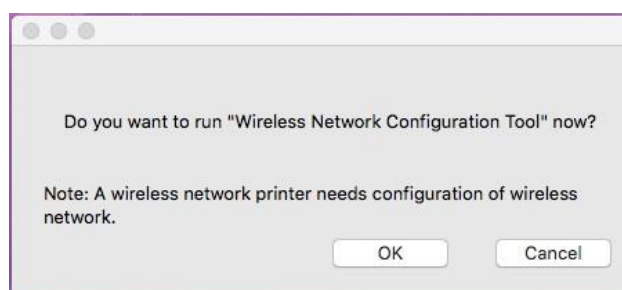 Do you want to run "Wireless Network Configuration Tool" now?
Note: A wireless network printer needs configuration of wireless
network.
OK Cancel